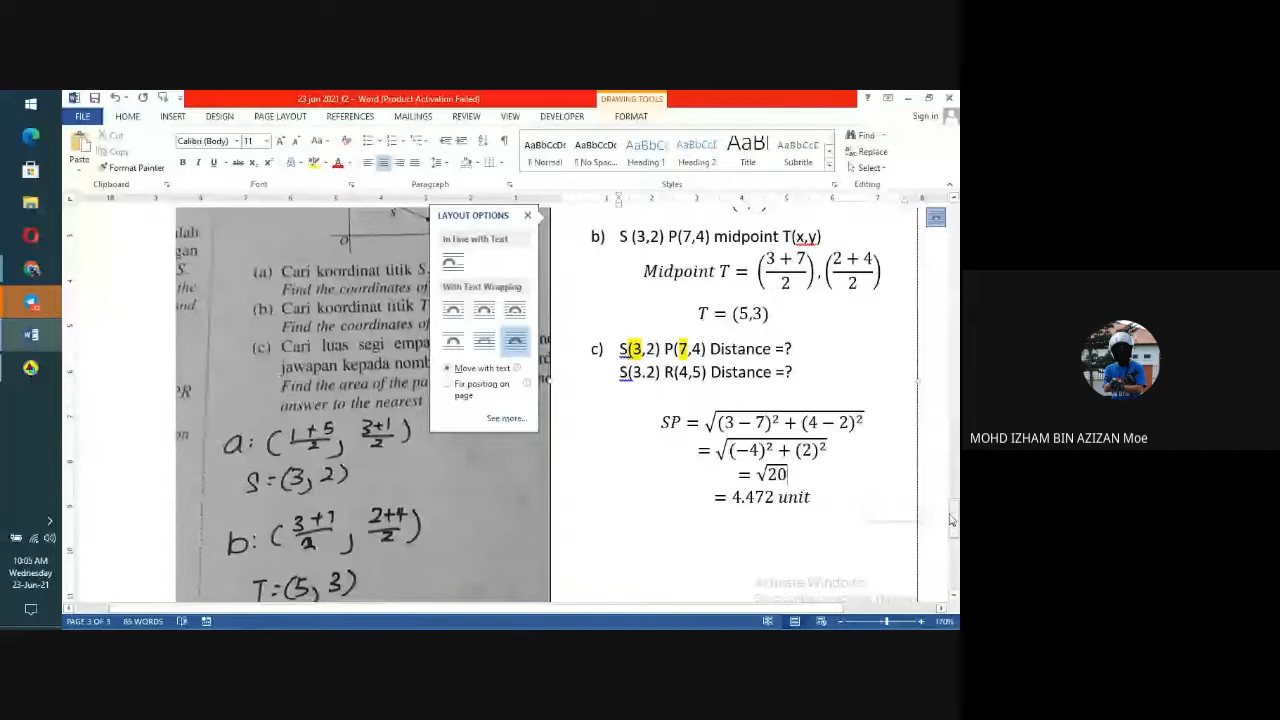 23 jun 2021 f2 - Word (Product Activation Failed)
DRAWING TOOLS
FILE HOME INSERT DESIGN PAGE LAYOUT REFERENCES MAILINGS REVIEW VIEW DEVELOPER FORMAT
Sign in
Paste
Cut
Copy
Format Painter
Clipboard
Calibri (Body) 11
Font
Paragraph
AaBbCcDc AaBbCcDc AaBbCc AaBbCc AaBl AaBbCcC
¶ Normal ¶ No Spac... Heading 1 Heading 2 Title Subtitle
Styles
Find
Replace
Select
Editing
LAYOUT OPTIONS
In Line with Text
With Text Wrapping
Move with text
Fix position on
page
See more...
O
(a) Cari koordinat titik S.
Find the coordinates of
(b) Cari koordinat titik T
Find the coordinates of
(c) Cari luas segi empa
jawapan kepada nomb
Find the area of the pa
answer to the nearest
a: (1+5/2, 3+1/2)
S=(3, 2)
b: (3+7/2, 2+4/2)
T=(5, 3)
b) S (3,2) P(7,4) midpoint T(x,y)
Midpoint T = (3 + 7/2), (2 + 4/2)
T = (5,3)
c) S(3,2) P(7,4) Distance =?
S(3.2) R(4,5) Distance =?
SP = √(3 − 7)² + (4 − 2)²
= √(−4)² + (2)²
= √20
= 4.472 unit
Activate Windows
MOHD IZHAM BIN AZIZAN Moe
10:05 AM
Wednesday
23-Jun-21
PAGE 3 OF 3 85 WORDS
170%